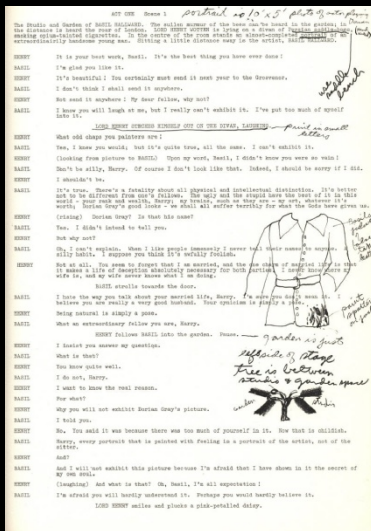 ACT ONE Scene 1 portrait as 10' x 5' photo of actor playing Dorian
The Studio and Garden of BASIL HALLWARD. The sullen murmur of the bees can be heard in the garden; in
the distance is heard the roar of London. LORD HENRY WOTTON is lying on a divan of Persian saddle-bags,
smoking opium-tainted cigarettes. In the centre of the room stands an almost-completed portrait of an
extraordinarily handsome young man. Sitting a little distance away is the artist, BASIL HALLWARD.
HENRY It is your best work, Basil. It's the best thing you have ever done!
BASIL I'm glad you like it.
HENRY It's beautiful! You certainly must send it next year to the Grosvenor.
BASIL I don't think I shall send it anywhere.
HENRY Not send it anywhere! My dear fellow, why not?
BASIL I know you will laugh at me, but I really can't exhibit it. I've put too much of myself
into it.
LORD HENRY STRETCHES HIMSELF OUT ON THE DIVAN, LAUGHING
HENRY What odd chaps you painters are!
BASIL Yes, I knew you would; but it's quite true, all the same. I can't exhibit it.
HENRY (looking from picture to BASIL) Upon my word, Basil, I didn't know you were so vain!
BASIL Don't be silly, Harry. Of course I don't look like that. Indeed, I should be sorry if I did.
HENRY I shouldn't be.
BASIL It's true. There's a fatality about all physical and intellectual distinction. It's better
not to be different from one's fellows. The ugly and the stupid have the best of it in this
world - your rank and wealth, Harry; my brains, such as they are - my art, whatever it's
worth; Dorian Gray's good looks - we shall all suffer terribly for what the Gods have given us.
HENRY (rising) Dorian Gray? Is that his name?
BASIL Yes. I didn't intend to tell you.
HENRY But why not?
BASIL Oh, I can't explain. When I like people immensely I never tell their names to anyone. A
silly habit. I suppose you think it's awfully foolish.
HENRY Not at all. You seem to forget that I am married, and the one charm of marriage is that
it makes a life of deception absolutely necessary for both parties. I never know where my
wife is, and my wife never knows what I am doing.
BASIL strolls towards the door.
BASIL I hate the way you talk about your married life, Harry. I'm sure you don't mean it. I
believe you are really a very good husband. Your cynicism is simply a pose.
HENRY Being natural is simply a pose.
BASIL What an extraordinary fellow you are, Harry.
HENRY follows BASIL into the garden. Pause.
garden is just
HENRY I insist you answer my question.
left side of stage
BASIL What is that?
tree is between
HENRY You know quite well.
studio & garden space
BASIL I do not, Harry.
HENRY I want to know the real reason.
BASIL For what?
garden studio
HENRY Why you will not exhibit Dorian Gray's picture.
BASIL I told you.
HENRY No. You said it was because there was too much of yourself in it. Now that is childish.
BASIL Harry, every portrait that is painted with feeling is a portrait of the artist, not of the
sitter.
HENRY And?
BASIL And I will not exhibit this picture because I'm afraid that I have shown in it the secret of
my own soul.
HENRY (laughing) And what is that? Oh, Basil, I'm all expectation!
BASIL I'm afraid you will hardly understand it. Perhaps you would hardly believe it.
LORD HENRY smiles and plucks a pink-petalled daisy.